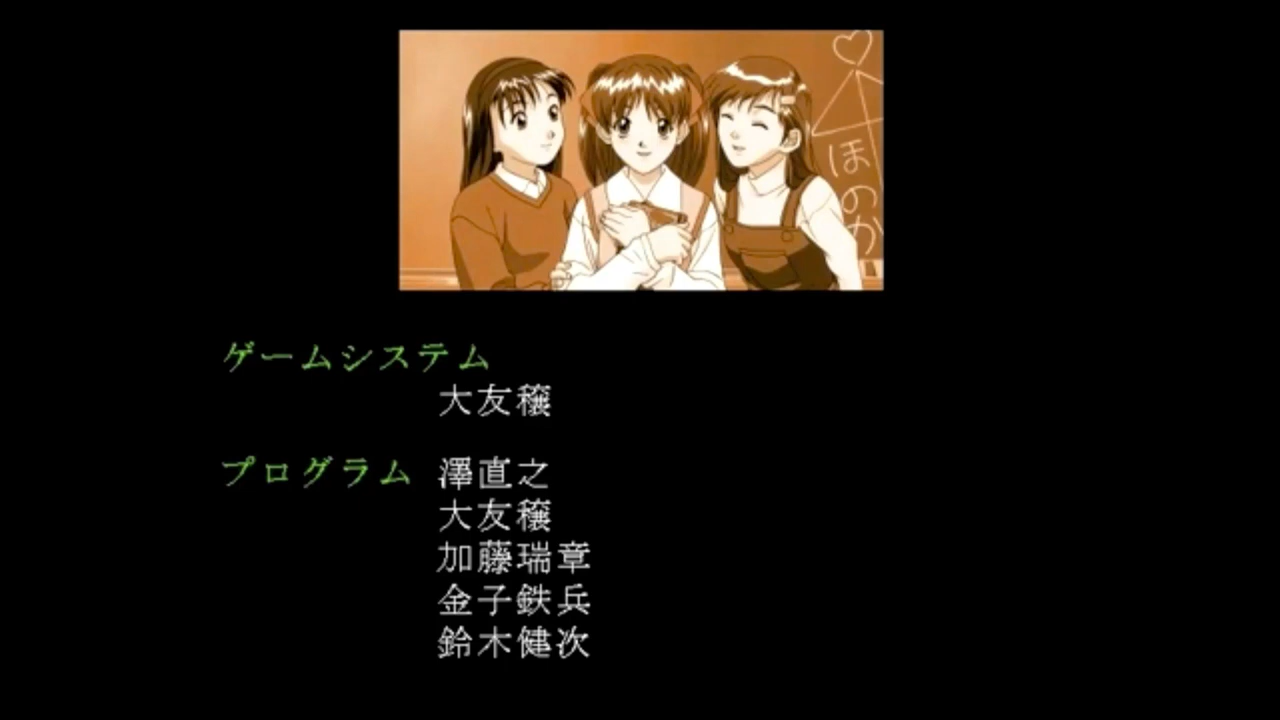 ほのか
ゲームシステム
大友穣
プログラム 澤直之
大友穣
加藤瑞章
金子鉄兵
鈴木健次